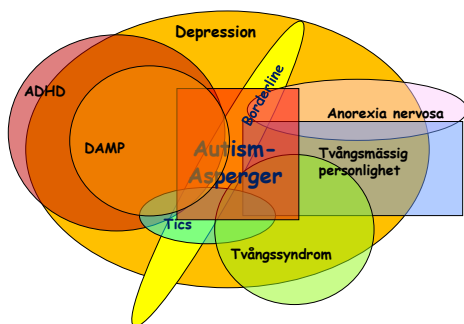 Depression
ADHD
Borderline
Anorexia nervosa
DAMP
Autism-
Asperger
Tvångsmässig
personlighet
Tics
Tvångssyndrom